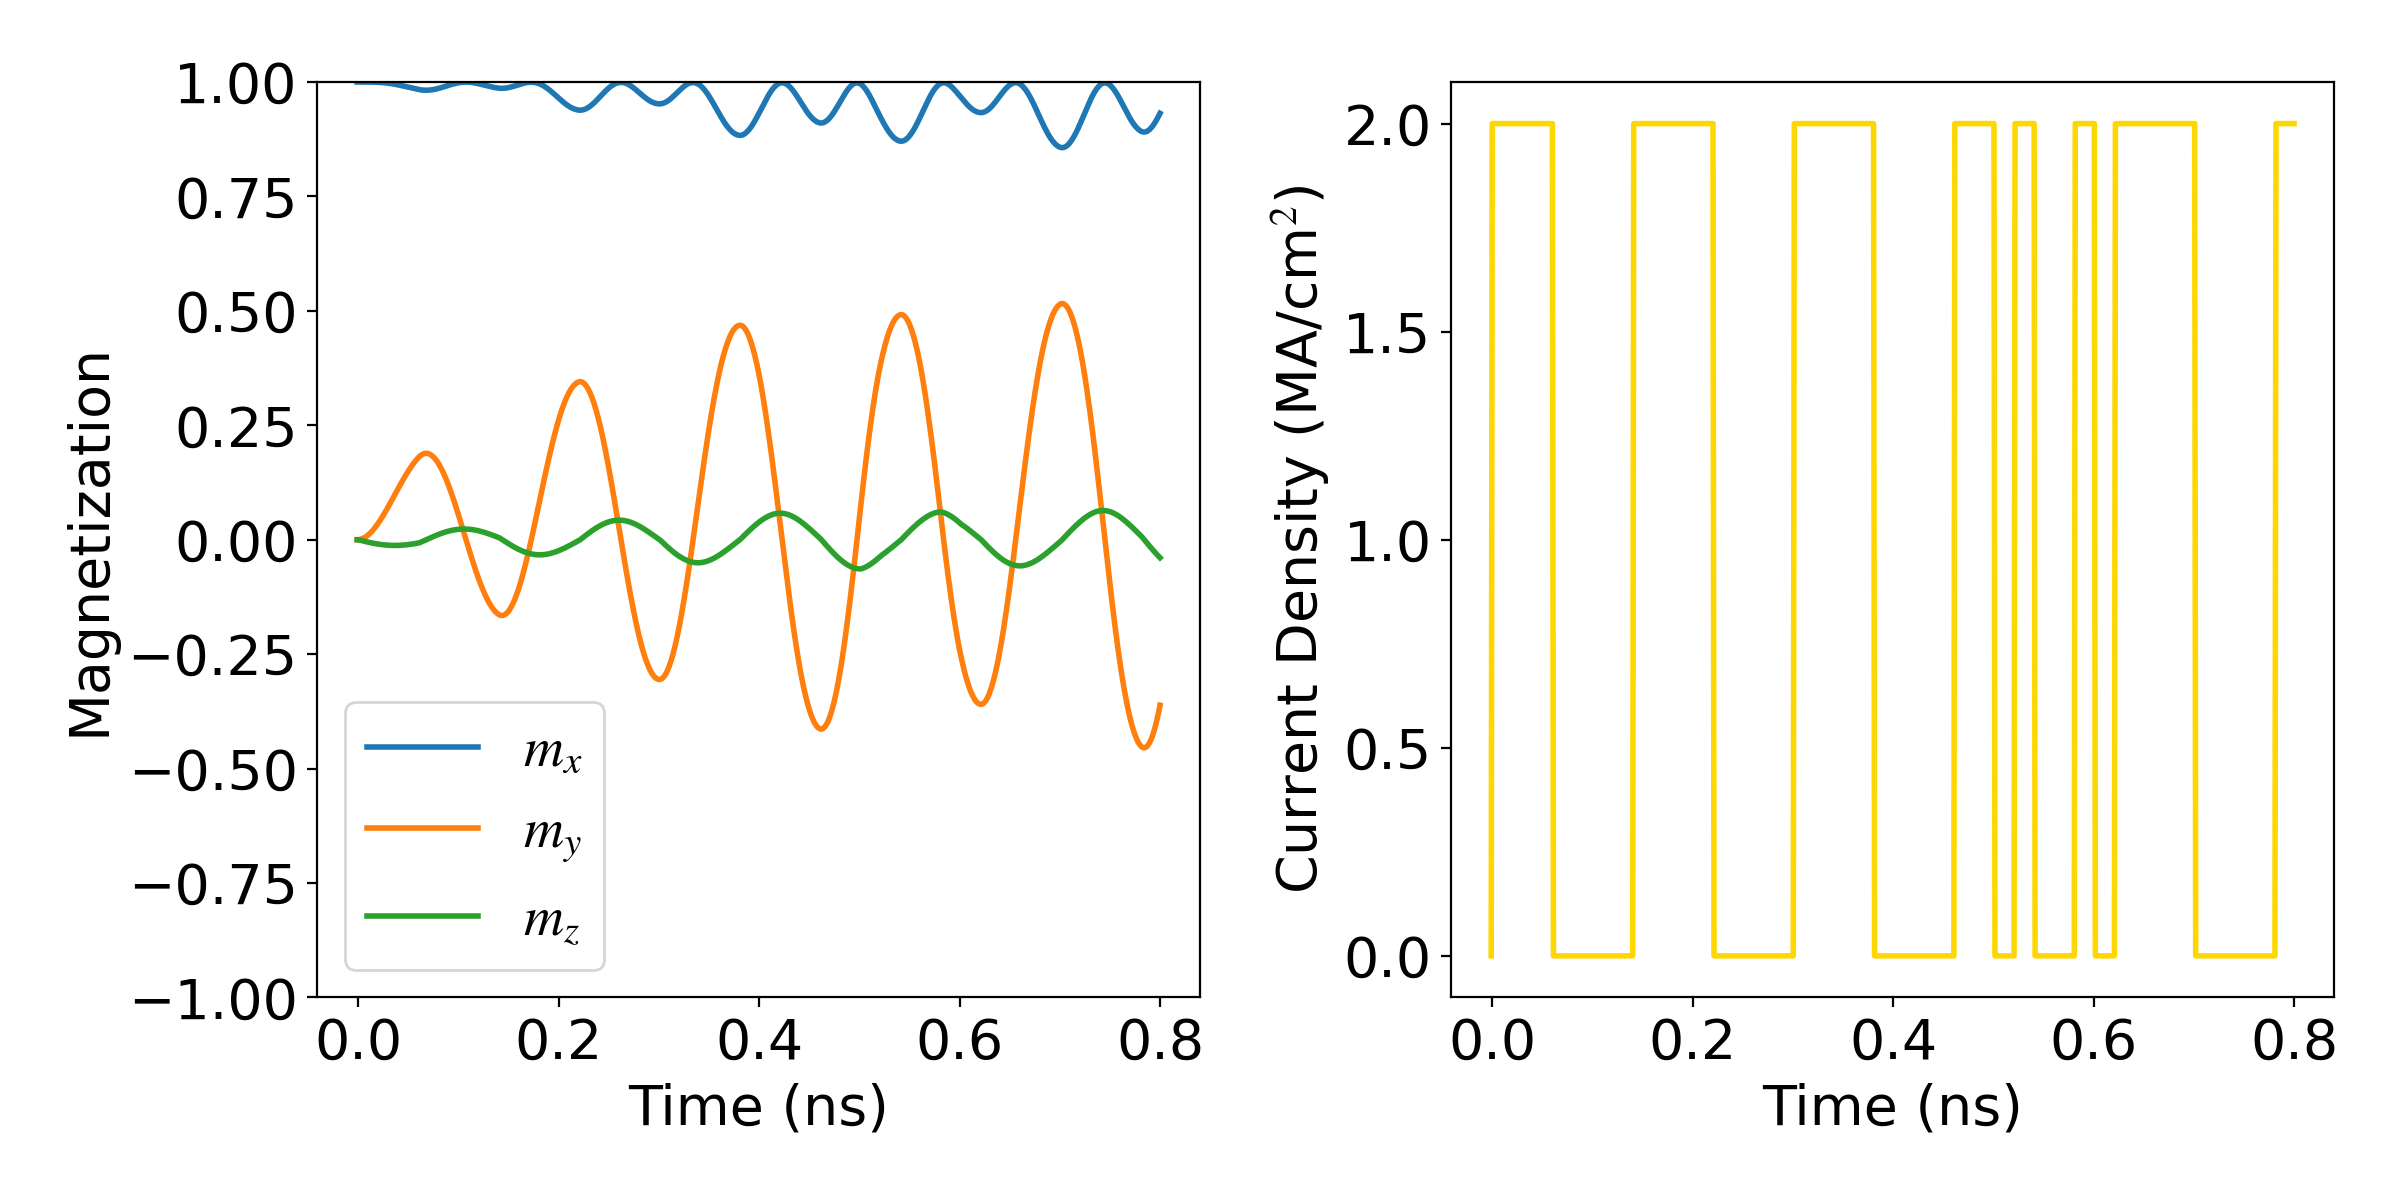 1.00
0.75
0.50
0.25
0.00
−0.25
−0.50
−0.75
−1.00
Magnetization
m_x
m_y
m_z
0.0 0.2 0.4 0.6 0.8
Time (ns)
2.0
1.5
1.0
0.5
0.0
Current Density (MA/cm²)
0.0 0.2 0.4 0.6 0.8
Time (ns)